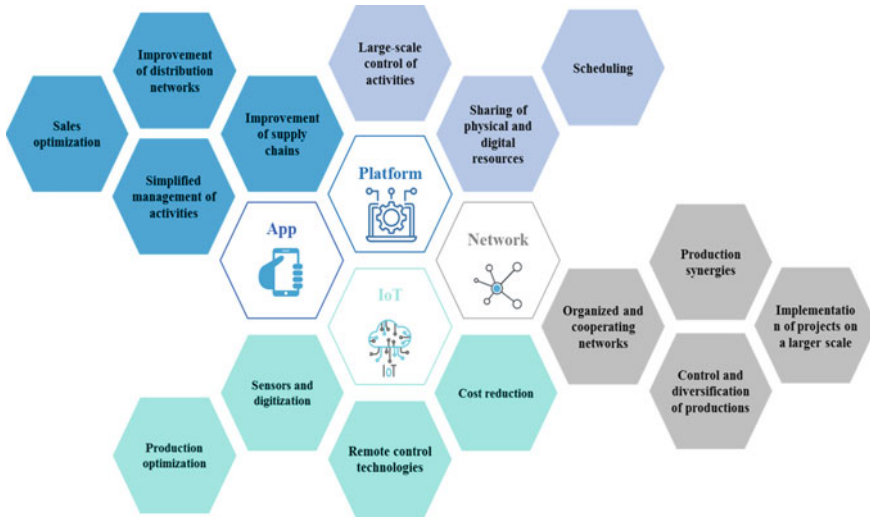 Improvement
of distribution
networks
Large-scale
control of
activities
Scheduling
Sales
optimization
Improvement
of supply
chains
Sharing of
physical and
digital
resources
Simplified
management of
activities
Platform
App
Network
Production
synergies
IoT
IoT
Organized and
cooperating
networks
Implementatio
n of projects on
a larger scale
Sensors and
digitization
Cost reduction
Control and
diversification
of productions
Production
optimization
Remote control
technologies